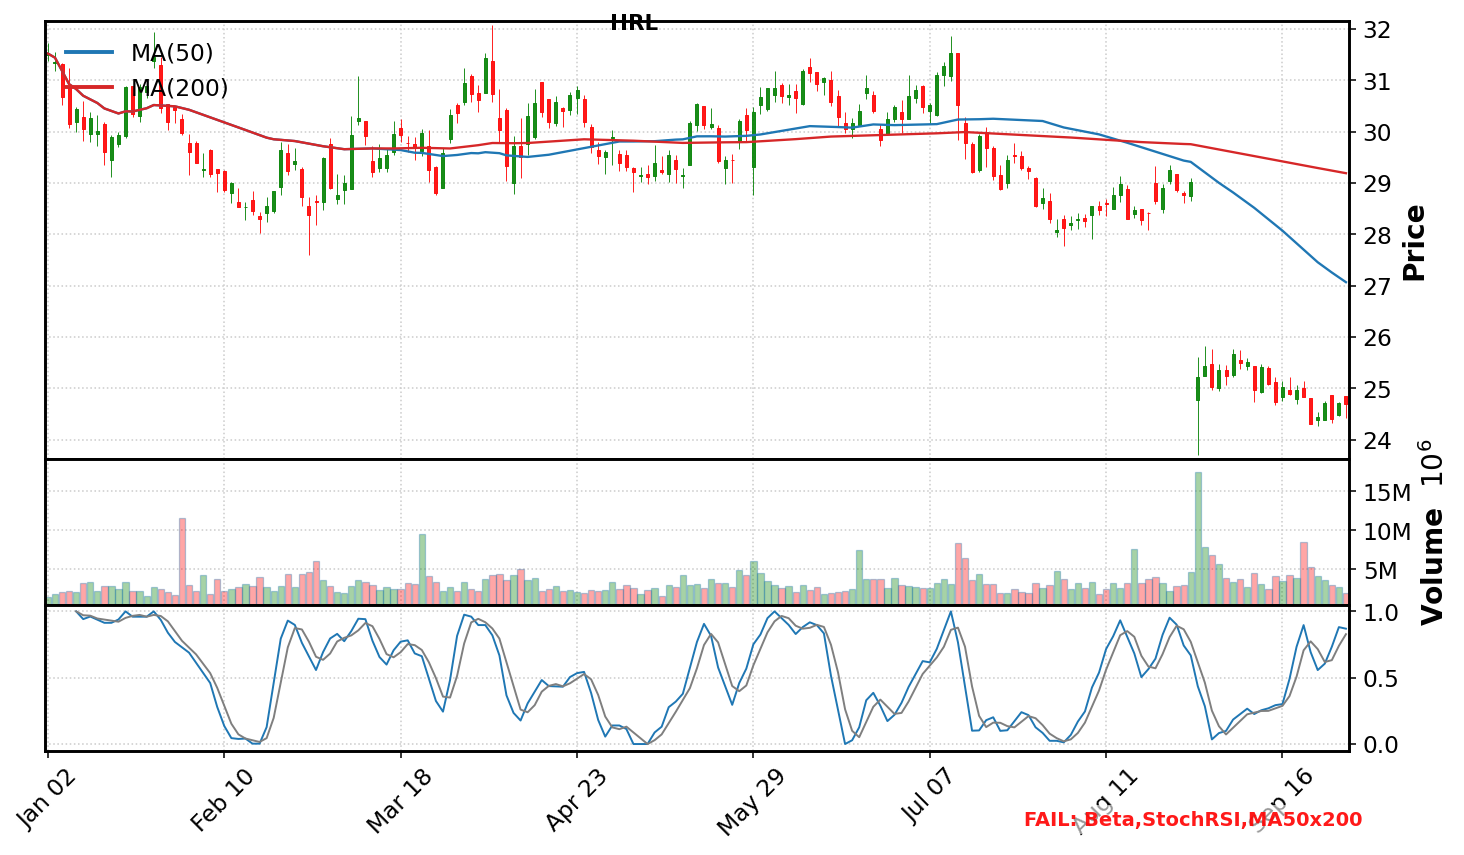 HRL
MA(50)
MA(200)
32
31
30
29
28
27
26
25
24
Price
10^6
15M
10M
5M
Volume
1.0
0.5
0.0
Jan 02
Feb 10
Mar 18
Apr 23
May 29
Jul 07
Aug 11
Sep 16
FAIL: Beta,StochRSI,MA50x200